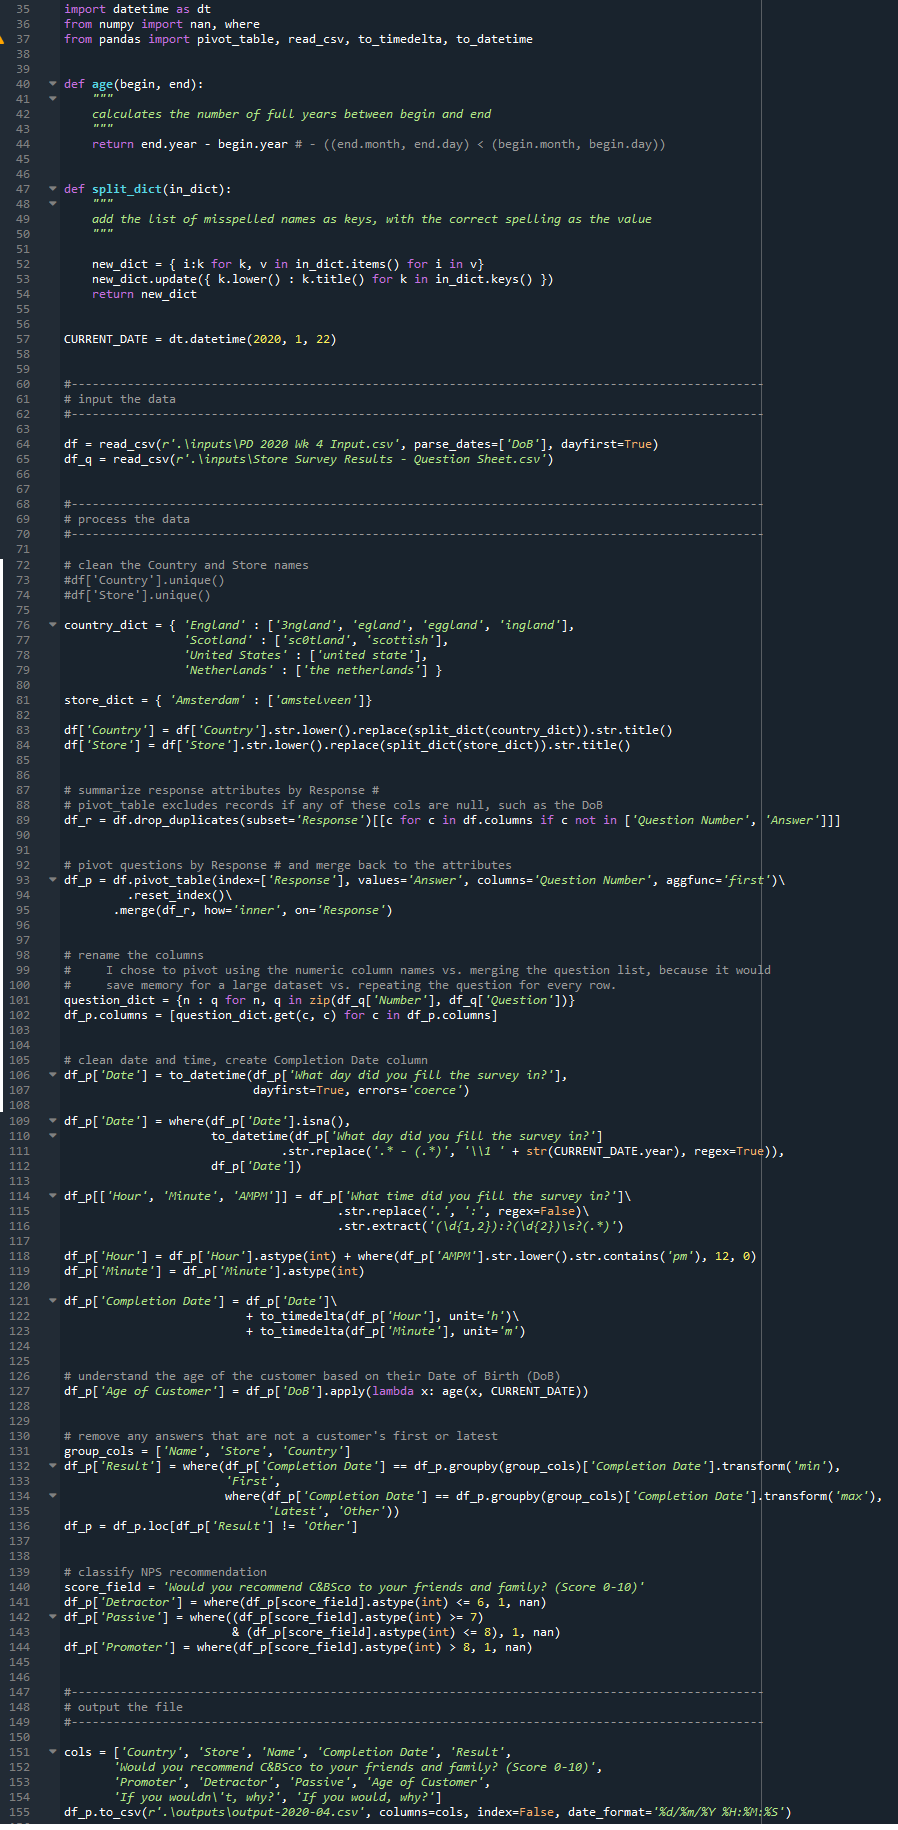 35 import datetime as dt
36 from numpy import nan, where
37 from pandas import pivot_table, read_csv, to_timedelta, to_datetime
38
39
40 def age(begin, end):
41     """
42     calculates the number of full years between begin and end
43     """
44     return end.year - begin.year # - ((end.month, end.day) < (begin.month, begin.day))
45
46
47 def split_dict(in_dict):
48     """
49     add the list of misspelled names as keys, with the correct spelling as the value
50     """
51
52     new_dict = { i:k for k, v in in_dict.items() for i in v}
53     new_dict.update({ k.lower() : k.title() for k in in_dict.keys() })
54     return new_dict
55
56
57 CURRENT_DATE = dt.datetime(2020, 1, 22)
58
59
60 #---------------------------------------------------------------------------------------------------
61 # input the data
62 #---------------------------------------------------------------------------------------------------
63
64 df = read_csv(r'.\inputs\PD 2020 Wk 4 Input.csv', parse_dates=['DoB'], dayfirst=True)
65 df_q = read_csv(r'.\inputs\Store Survey Results - Question Sheet.csv')
66
67
68 #---------------------------------------------------------------------------------------------------
69 # process the data
70 #---------------------------------------------------------------------------------------------------
71
72 # clean the Country and Store names
73 #df['Country'].unique()
74 #df['Store'].unique()
75
76 country_dict = { 'England' : ['3ngland', 'egland', 'eggland', 'ingland'],
77                  'Scotland' : ['sc0tland', 'scottish'],
78                  'United States' : ['united state'],
79                  'Netherlands' : ['the netherlands'] }
80
81 store_dict = { 'Amsterdam' : ['amstelveen']}
82
83 df['Country'] = df['Country'].str.lower().replace(split_dict(country_dict)).str.title()
84 df['Store'] = df['Store'].str.lower().replace(split_dict(store_dict)).str.title()
85
86
87 # summarize response attributes by Response #
88 # pivot_table excludes records if any of these cols are null, such as the DoB
89 df_r = df.drop_duplicates(subset='Response')[[c for c in df.columns if c not in ['Question Number', 'Answer']]]
90
91
92 # pivot questions by Response # and merge back to the attributes
93 df_p = df.pivot_table(index=['Response'], values='Answer', columns='Question Number', aggfunc='first')\
94          .reset_index()\
95        .merge(df_r, how='inner', on='Response')
96
97
98 # rename the columns
99 #     I chose to pivot using the numeric column names vs. merging the question list, because it would
100 #     save memory for a large dataset vs. repeating the question for every row.
101 question_dict = {n : q for n, q in zip(df_q['Number'], df_q['Question'])}
102 df_p.columns = [question_dict.get(c, c) for c in df_p.columns]
103
104
105 # clean date and time, create Completion Date column
106 df_p['Date'] = to_datetime(df_p['What day did you fill the survey in?'],
107                            dayfirst=True, errors='coerce')
108
109 df_p['Date'] = where(df_p['Date'].isna(),
110                      to_datetime(df_p['What day did you fill the survey in?']
111                                .str.replace('.* - (.*)', '\\1 ' + str(CURRENT_DATE.year), regex=True)),
112                      df_p['Date'])
113
114 df_p[['Hour', 'Minute', 'AMPM']] = df_p['What time did you fill the survey in?']\
115                                        .str.replace('.', ':', regex=False)\
116                                        .str.extract('(\d{1,2}):?(\d{2})\s?(.*)')
117
118 df_p['Hour'] = df_p['Hour'].astype(int) + where(df_p['AMPM'].str.lower().str.contains('pm'), 12, 0)
119 df_p['Minute'] = df_p['Minute'].astype(int)
120
121 df_p['Completion Date'] = df_p['Date']\
122                           + to_timedelta(df_p['Hour'], unit='h')\
123                           + to_timedelta(df_p['Minute'], unit='m')
124
125
126 # understand the age of the customer based on their Date of Birth (DoB)
127 df_p['Age of Customer'] = df_p['DoB'].apply(lambda x: age(x, CURRENT_DATE))
128
129
130 # remove any answers that are not a customer's first or latest
131 group_cols = ['Name', 'Store', 'Country']
132 df_p['Result'] = where(df_p['Completion Date'] == df_p.groupby(group_cols)['Completion Date'].transform('min'),
133                        'First',
134                        where(df_p['Completion Date'] == df_p.groupby(group_cols)['Completion Date'].transform('max'),
135                              'Latest', 'Other'))
136 df_p = df_p.loc[df_p['Result'] != 'Other']
137
138
139 # classify NPS recommendation
140 score_field = 'Would you recommend C&BSco to your friends and family? (Score 0-10)'
141 df_p['Detractor'] = where(df_p[score_field].astype(int) <= 6, 1, nan)
142 df_p['Passive'] = where((df_p[score_field].astype(int) >= 7)
143                         & (df_p[score_field].astype(int) <= 8), 1, nan)
144 df_p['Promoter'] = where(df_p[score_field].astype(int) > 8, 1, nan)
145
146
147 #---------------------------------------------------------------------------------------------------
148 # output the file
149 #---------------------------------------------------------------------------------------------------
150
151 cols = ['Country', 'Store', 'Name', 'Completion Date', 'Result',
152        'Would you recommend C&BSco to your friends and family? (Score 0-10)',
153        'Promoter', 'Detractor', 'Passive', 'Age of Customer',
154        'If you wouldn\'t, why?', 'If you would, why?']
155 df_p.to_csv(r'.\outputs\output-2020-04.csv', columns=cols, index=False, date_format='%d/%m/%Y %H:%M:%S')